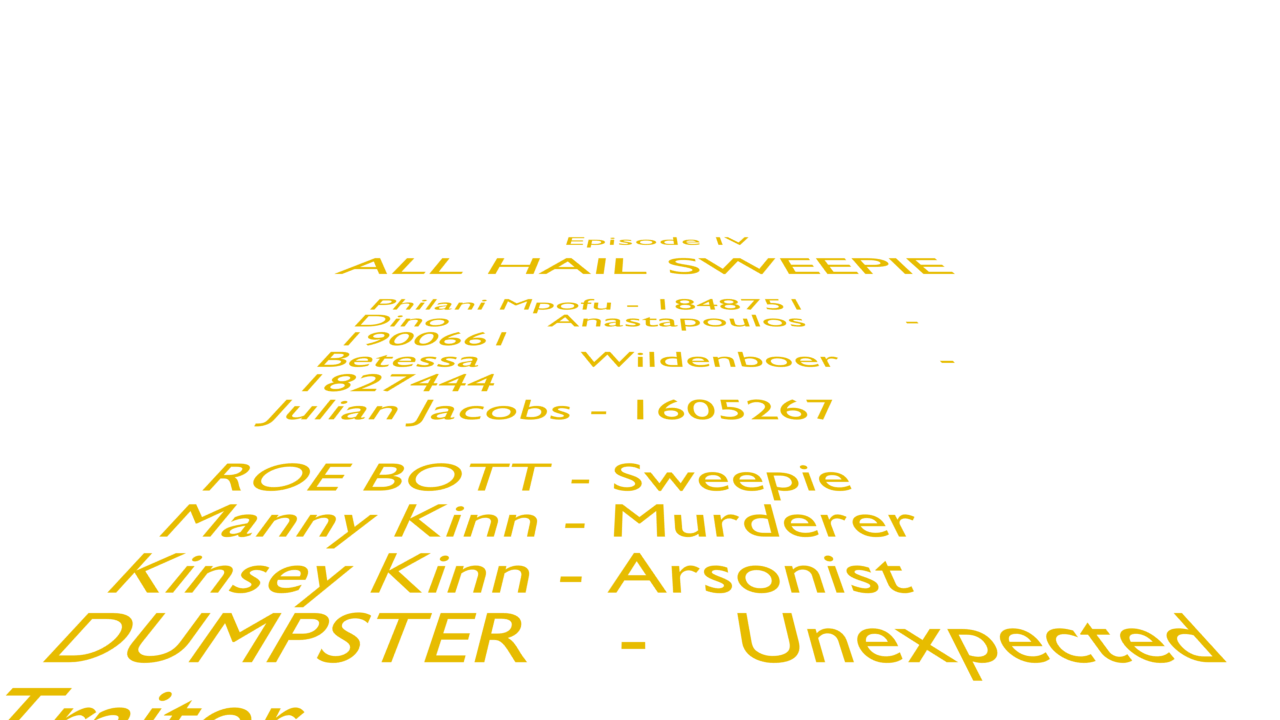 Episode IV
ALL HAIL SWEEPIE
Philani Mpofu - 1848751
Dino Anastapoulos -
1900661
Betessa Wildenboer -
1827444
Julian Jacobs - 1605267
ROE BOTT - Sweepie
Manny Kinn - Murderer
Kinsey Kinn - Arsonist
DUMPSTER - Unexpected
Traitor